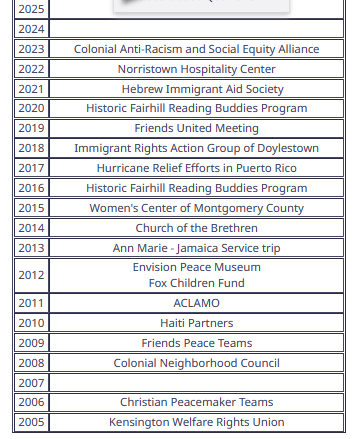 2025
2024
2023 Colonial Anti-Racism and Social Equity Alliance
2022 Norristown Hospitality Center
2021 Hebrew Immigrant Aid Society
2020 Historic Fairhill Reading Buddies Program
2019 Friends United Meeting
2018 Immigrant Rights Action Group of Doylestown
2017 Hurricane Relief Efforts in Puerto Rico
2016 Historic Fairhill Reading Buddies Program
2015 Women's Center of Montgomery County
2014 Church of the Brethren
2013 Ann Marie - Jamaica Service trip
2012 Envision Peace Museum
Fox Children Fund
2011 ACLAMO
2010 Haiti Partners
2009 Friends Peace Teams
2008 Colonial Neighborhood Council
2007
2006 Christian Peacemaker Teams
2005 Kensington Welfare Rights Union